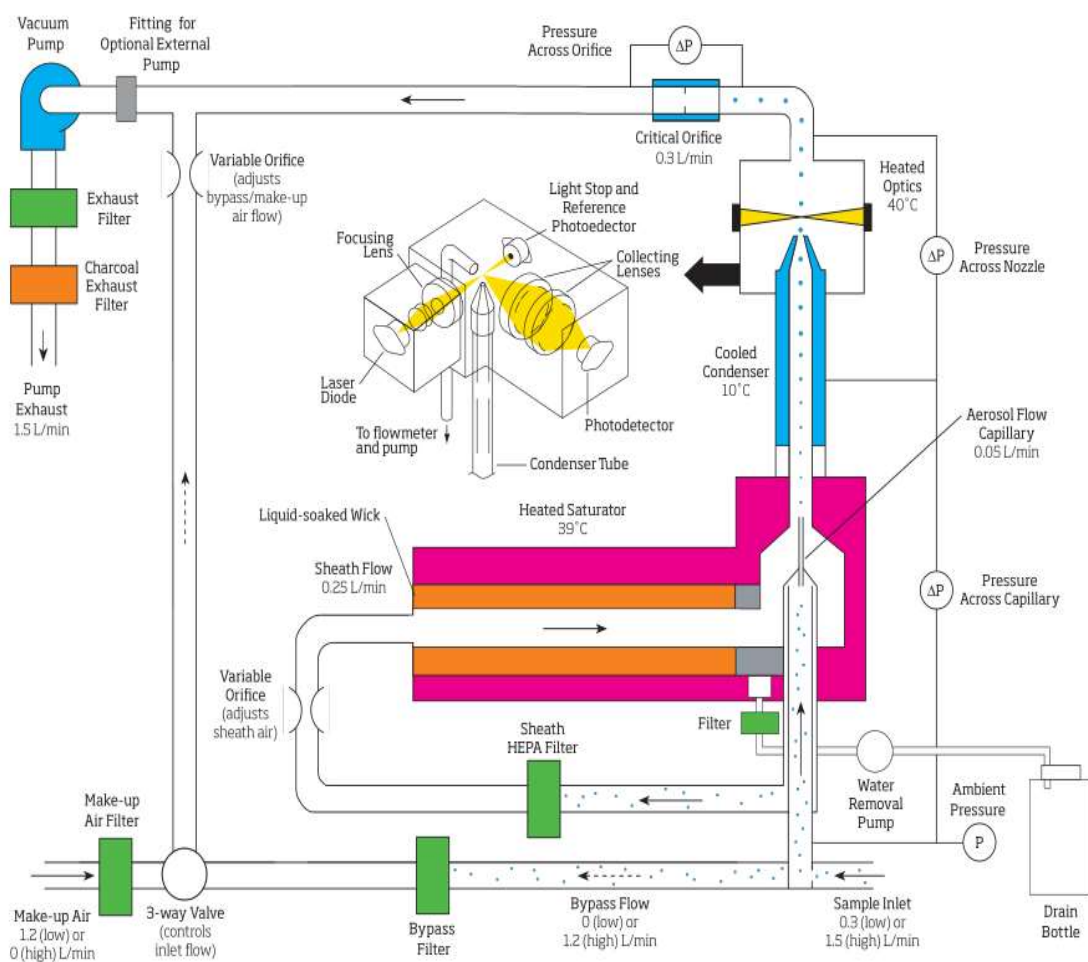 Vacuum
Pump
Fitting for
Optional External
Pump
Pressure
Across Orifice
ΔP
Critical Orifice
0.3 L/min
Variable Orifice
(adjusts
bypass/make-up
air flow)
Exhaust
Filter
Charcoal
Exhaust
Filter
Pump
Exhaust
1.5 L/min
Light Stop and
Reference
Photoedector
Focusing
Lens
Collecting
Lenses
Laser
Diode
To flowmeter
and pump
Photodetector
Condenser Tube
Heated
Optics
40°C
ΔP
Pressure
Across Nozzle
Cooled
Condenser
10°C
Aerosol Flow
Capillary
0.05 L/min
Heated Saturator
39°C
Liquid-soaked Wick
Sheath Flow
0.25 L/min
ΔP
Pressure
Across Capillary
Variable
Orifice
(adjusts
sheath air)
Sheath
HEPA Filter
Filter
Water
Removal
Pump
Ambient
Pressure
P
Make-up
Air Filter
Make-up Air
1.2 (low) or
0 (high) L/min
3-way Valve
(controls
inlet flow)
Bypass
Filter
Bypass Flow
0 (low) or
1.2 (high) L/min
Sample Inlet
0.3 (low) or
1.5 (high) L/min
Drain
Bottle